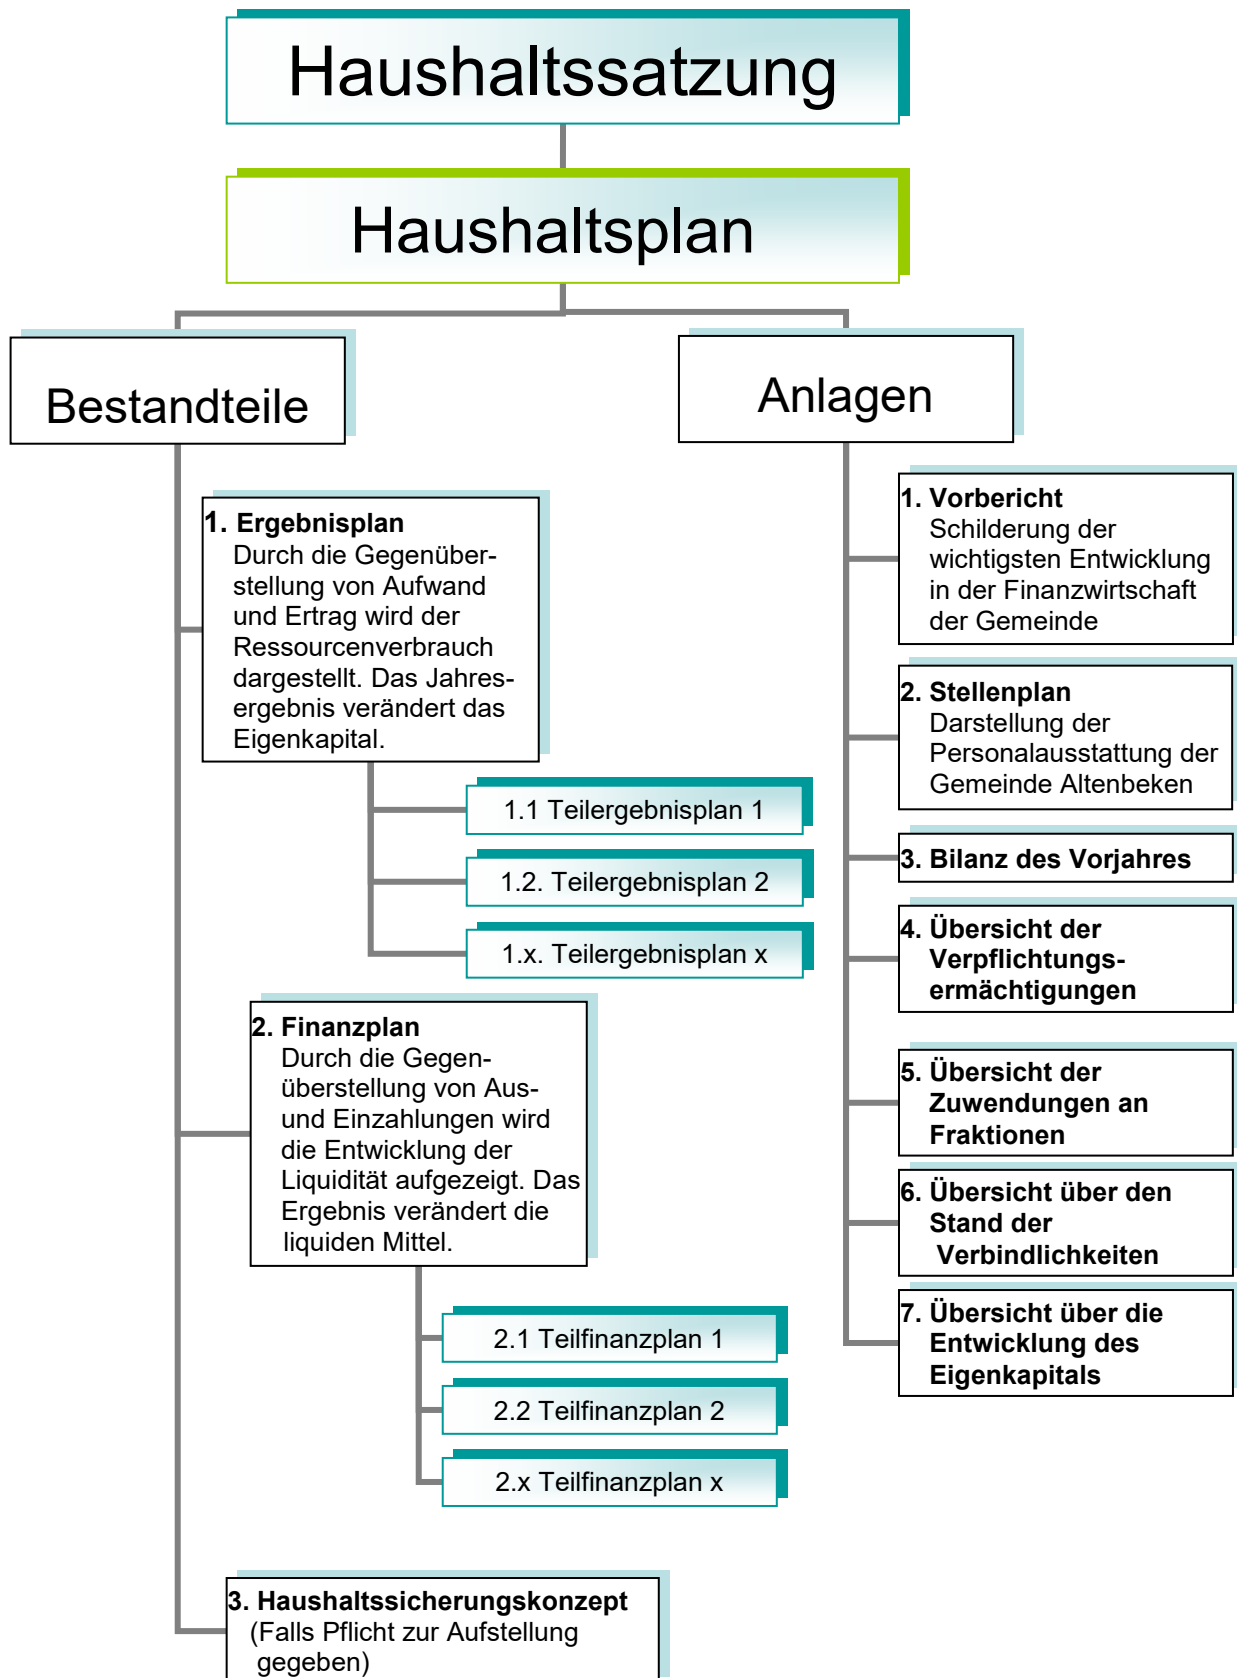 Haushaltssatzung
Haushaltsplan
Bestandteile
1. Ergebnisplan
Durch die Gegenüber-
stellung von Aufwand
und Ertrag wird der
Ressourcenverbrauch
dargestellt. Das Jahres-
ergebnis verändert das
Eigenkapital.
1.1 Teilergebnisplan 1
1.2. Teilergebnisplan 2
1.x. Teilergebnisplan x
2. Finanzplan
Durch die Gegen-
überstellung von Aus-
und Einzahlungen wird
die Entwicklung der
Liquidität aufgezeigt. Das
Ergebnis verändert die
liquiden Mittel.
2.1 Teilfinanzplan 1
2.2 Teilfinanzplan 2
2.x Teilfinanzplan x
3. Haushaltssicherungskonzept
(Falls Pflicht zur Aufstellung
gegeben)
Anlagen
1. Vorbericht
Schilderung der
wichtigsten Entwicklung
in der Finanzwirtschaft
der Gemeinde
2. Stellenplan
Darstellung der
Personalausstattung der
Gemeinde Altenbeken
3. Bilanz des Vorjahres
4. Übersicht der
Verpflichtungs-
ermächtigungen
5. Übersicht der
Zuwendungen an
Fraktionen
6. Übersicht über den
Stand der
Verbindlichkeiten
7. Übersicht über die
Entwicklung des
Eigenkapitals